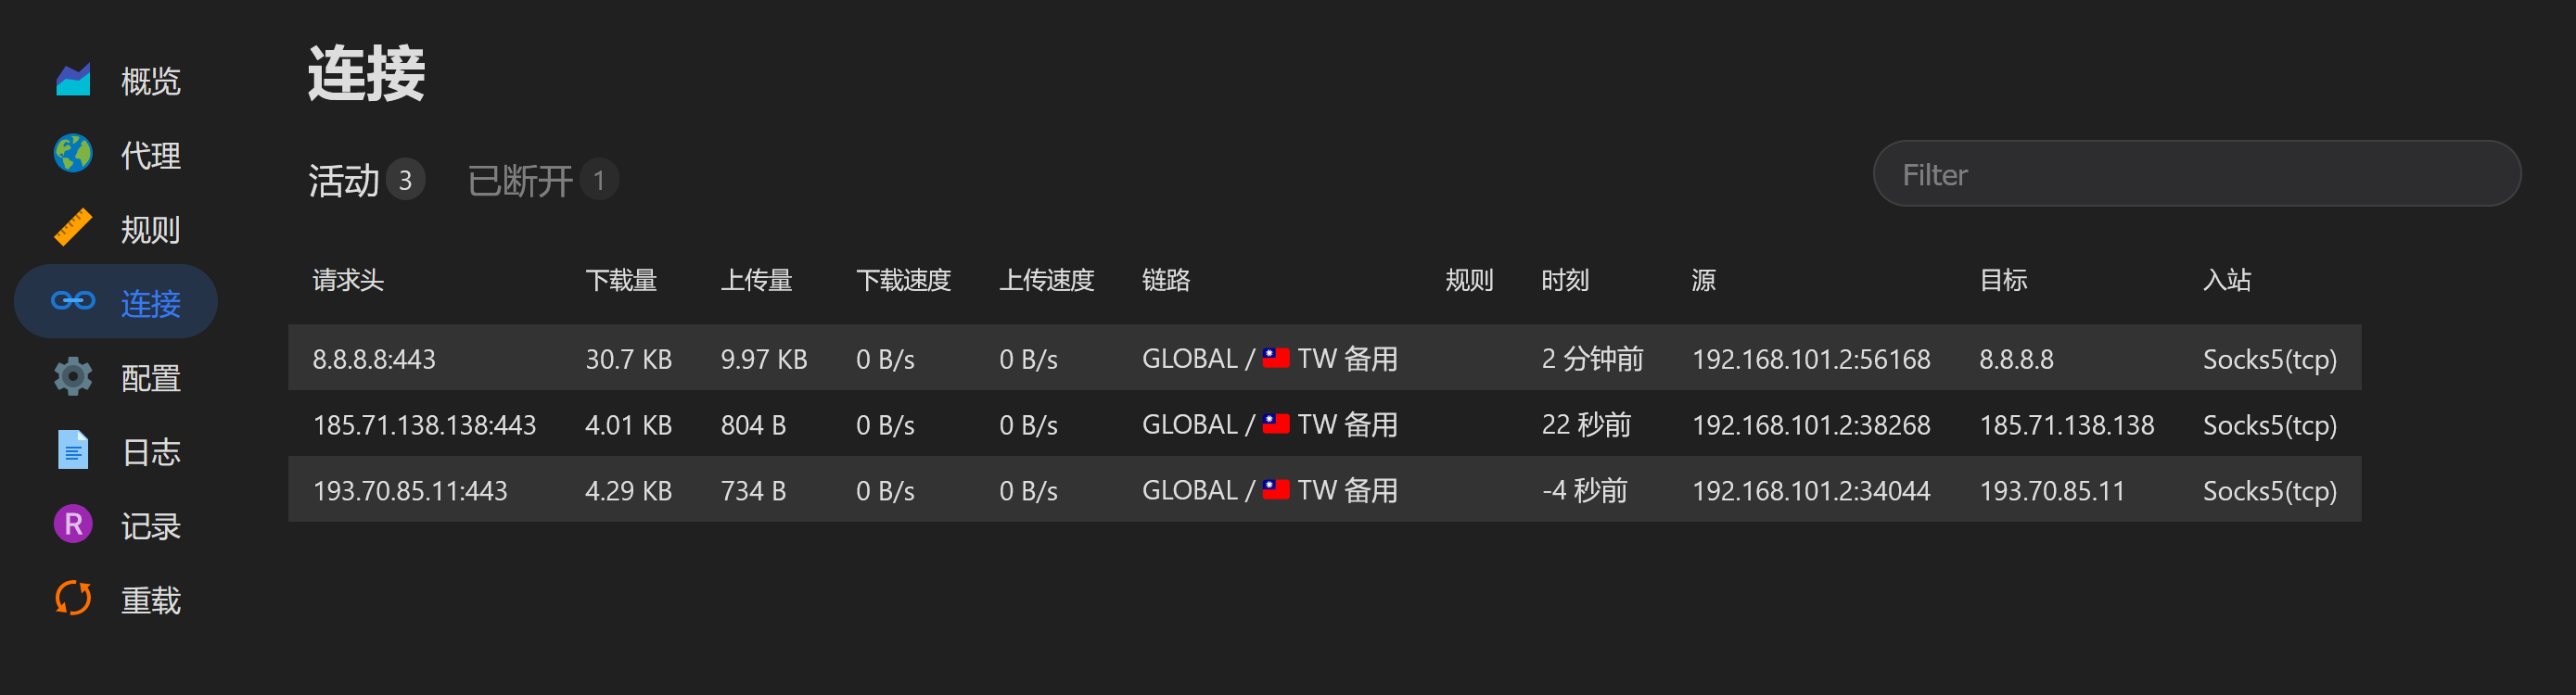 连接
概览
代理
规则
连接
配置
日志
R 记录
重载
活动 3 已断开 1
Filter
请求头 下载量 上传量 下载速度 上传速度 链路 规则 时刻 源 目标 入站
8.8.8.8:443 30.7 KB 9.97 KB 0 B/s 0 B/s GLOBAL / 🇹🇼 TW 备用 2 分钟前 192.168.101.2:56168 8.8.8.8 Socks5(tcp)
185.71.138.138:443 4.01 KB 804 B 0 B/s 0 B/s GLOBAL / 🇹🇼 TW 备用 22 秒前 192.168.101.2:38268 185.71.138.138 Socks5(tcp)
193.70.85.11:443 4.29 KB 734 B 0 B/s 0 B/s GLOBAL / 🇹🇼 TW 备用 -4 秒前 192.168.101.2:34044 193.70.85.11 Socks5(tcp)